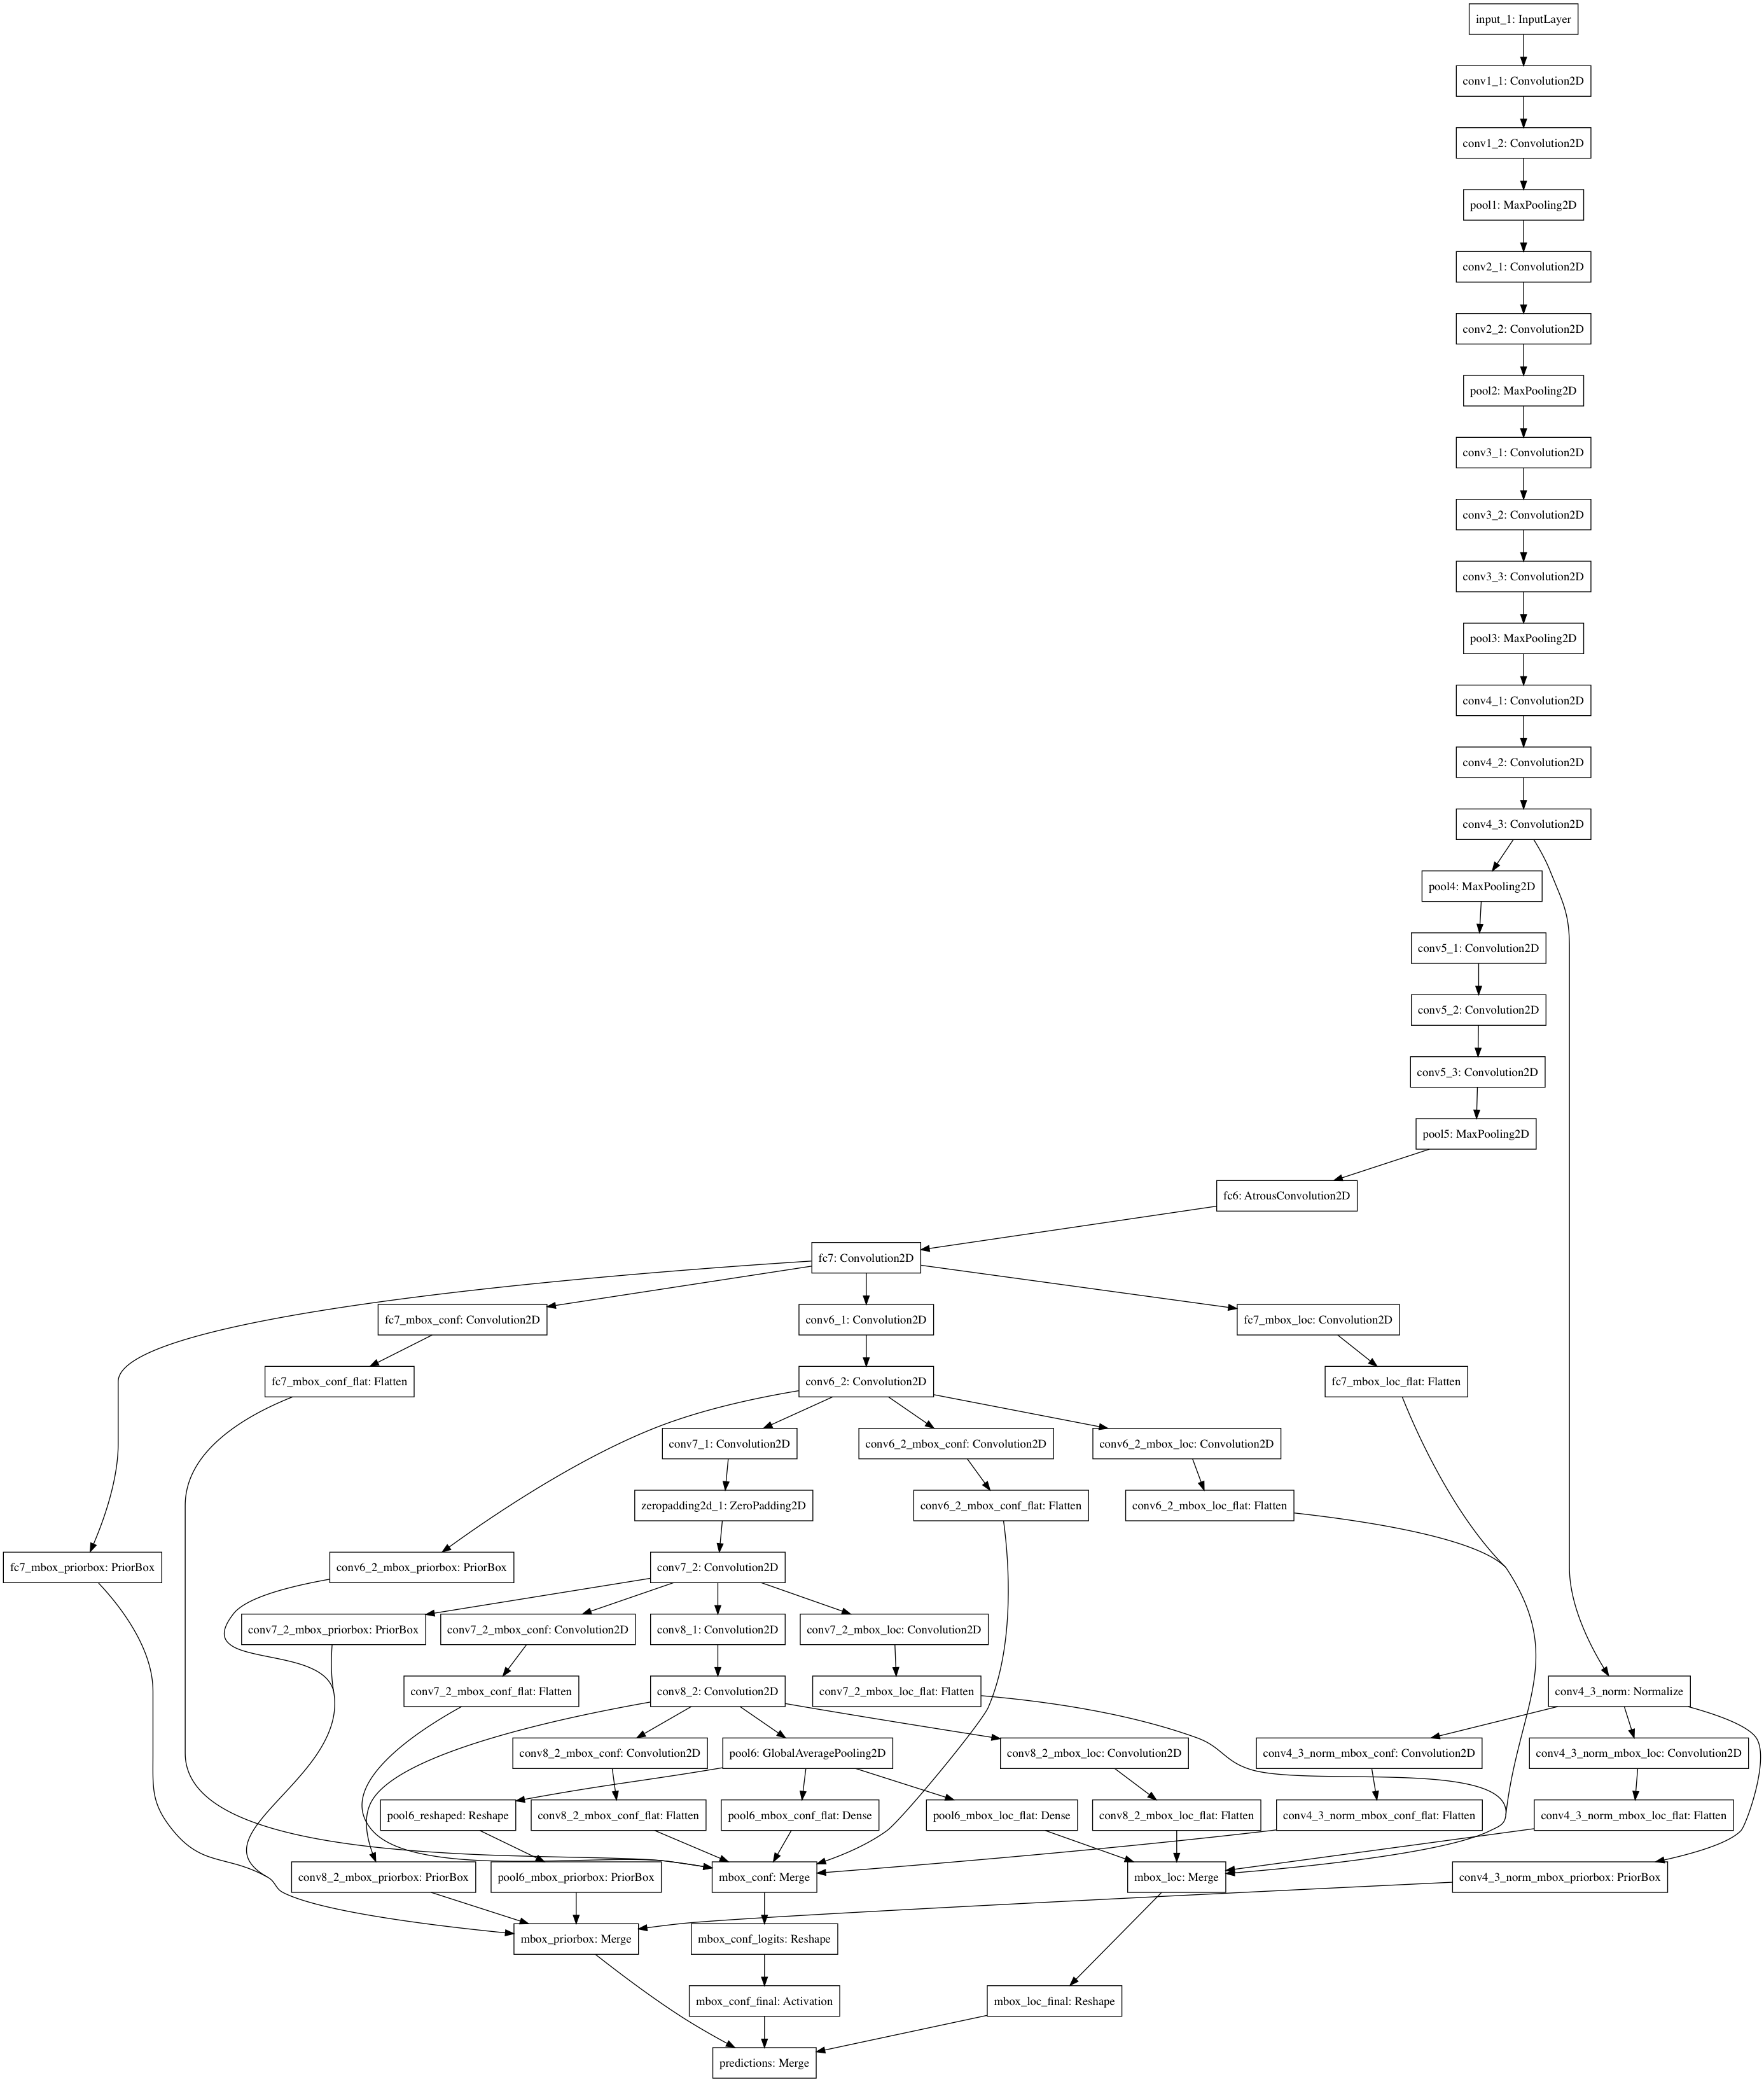 input_1: InputLayer
conv1_1: Convolution2D
conv1_2: Convolution2D
pool1: MaxPooling2D
conv2_1: Convolution2D
conv2_2: Convolution2D
pool2: MaxPooling2D
conv3_1: Convolution2D
conv3_2: Convolution2D
conv3_3: Convolution2D
pool3: MaxPooling2D
conv4_1: Convolution2D
conv4_2: Convolution2D
conv4_3: Convolution2D
pool4: MaxPooling2D
conv5_1: Convolution2D
conv5_2: Convolution2D
conv5_3: Convolution2D
pool5: MaxPooling2D
fc6: AtrousConvolution2D
fc7: Convolution2D
fc7_mbox_conf: Convolution2D
conv6_1: Convolution2D
fc7_mbox_loc: Convolution2D
fc7_mbox_conf_flat: Flatten
conv6_2: Convolution2D
fc7_mbox_loc_flat: Flatten
conv7_1: Convolution2D
conv6_2_mbox_conf: Convolution2D
conv6_2_mbox_loc: Convolution2D
zeropadding2d_1: ZeroPadding2D
conv6_2_mbox_conf_flat: Flatten
conv6_2_mbox_loc_flat: Flatten
fc7_mbox_priorbox: PriorBox
conv6_2_mbox_priorbox: PriorBox
conv7_2: Convolution2D
conv7_2_mbox_priorbox: PriorBox
conv7_2_mbox_conf: Convolution2D
conv8_1: Convolution2D
conv7_2_mbox_loc: Convolution2D
conv7_2_mbox_conf_flat: Flatten
conv8_2: Convolution2D
conv7_2_mbox_loc_flat: Flatten
conv4_3_norm: Normalize
conv8_2_mbox_conf: Convolution2D
pool6: GlobalAveragePooling2D
conv8_2_mbox_loc: Convolution2D
conv4_3_norm_mbox_conf: Convolution2D
conv4_3_norm_mbox_loc: Convolution2D
pool6_reshaped: Reshape
conv8_2_mbox_conf_flat: Flatten
pool6_mbox_conf_flat: Dense
pool6_mbox_loc_flat: Dense
conv8_2_mbox_loc_flat: Flatten
conv4_3_norm_mbox_conf_flat: Flatten
conv4_3_norm_mbox_loc_flat: Flatten
conv8_2_mbox_priorbox: PriorBox
pool6_mbox_priorbox: PriorBox
mbox_conf: Merge
mbox_loc: Merge
conv4_3_norm_mbox_priorbox: PriorBox
mbox_priorbox: Merge
mbox_conf_logits: Reshape
mbox_conf_final: Activation
mbox_loc_final: Reshape
predictions: Merge